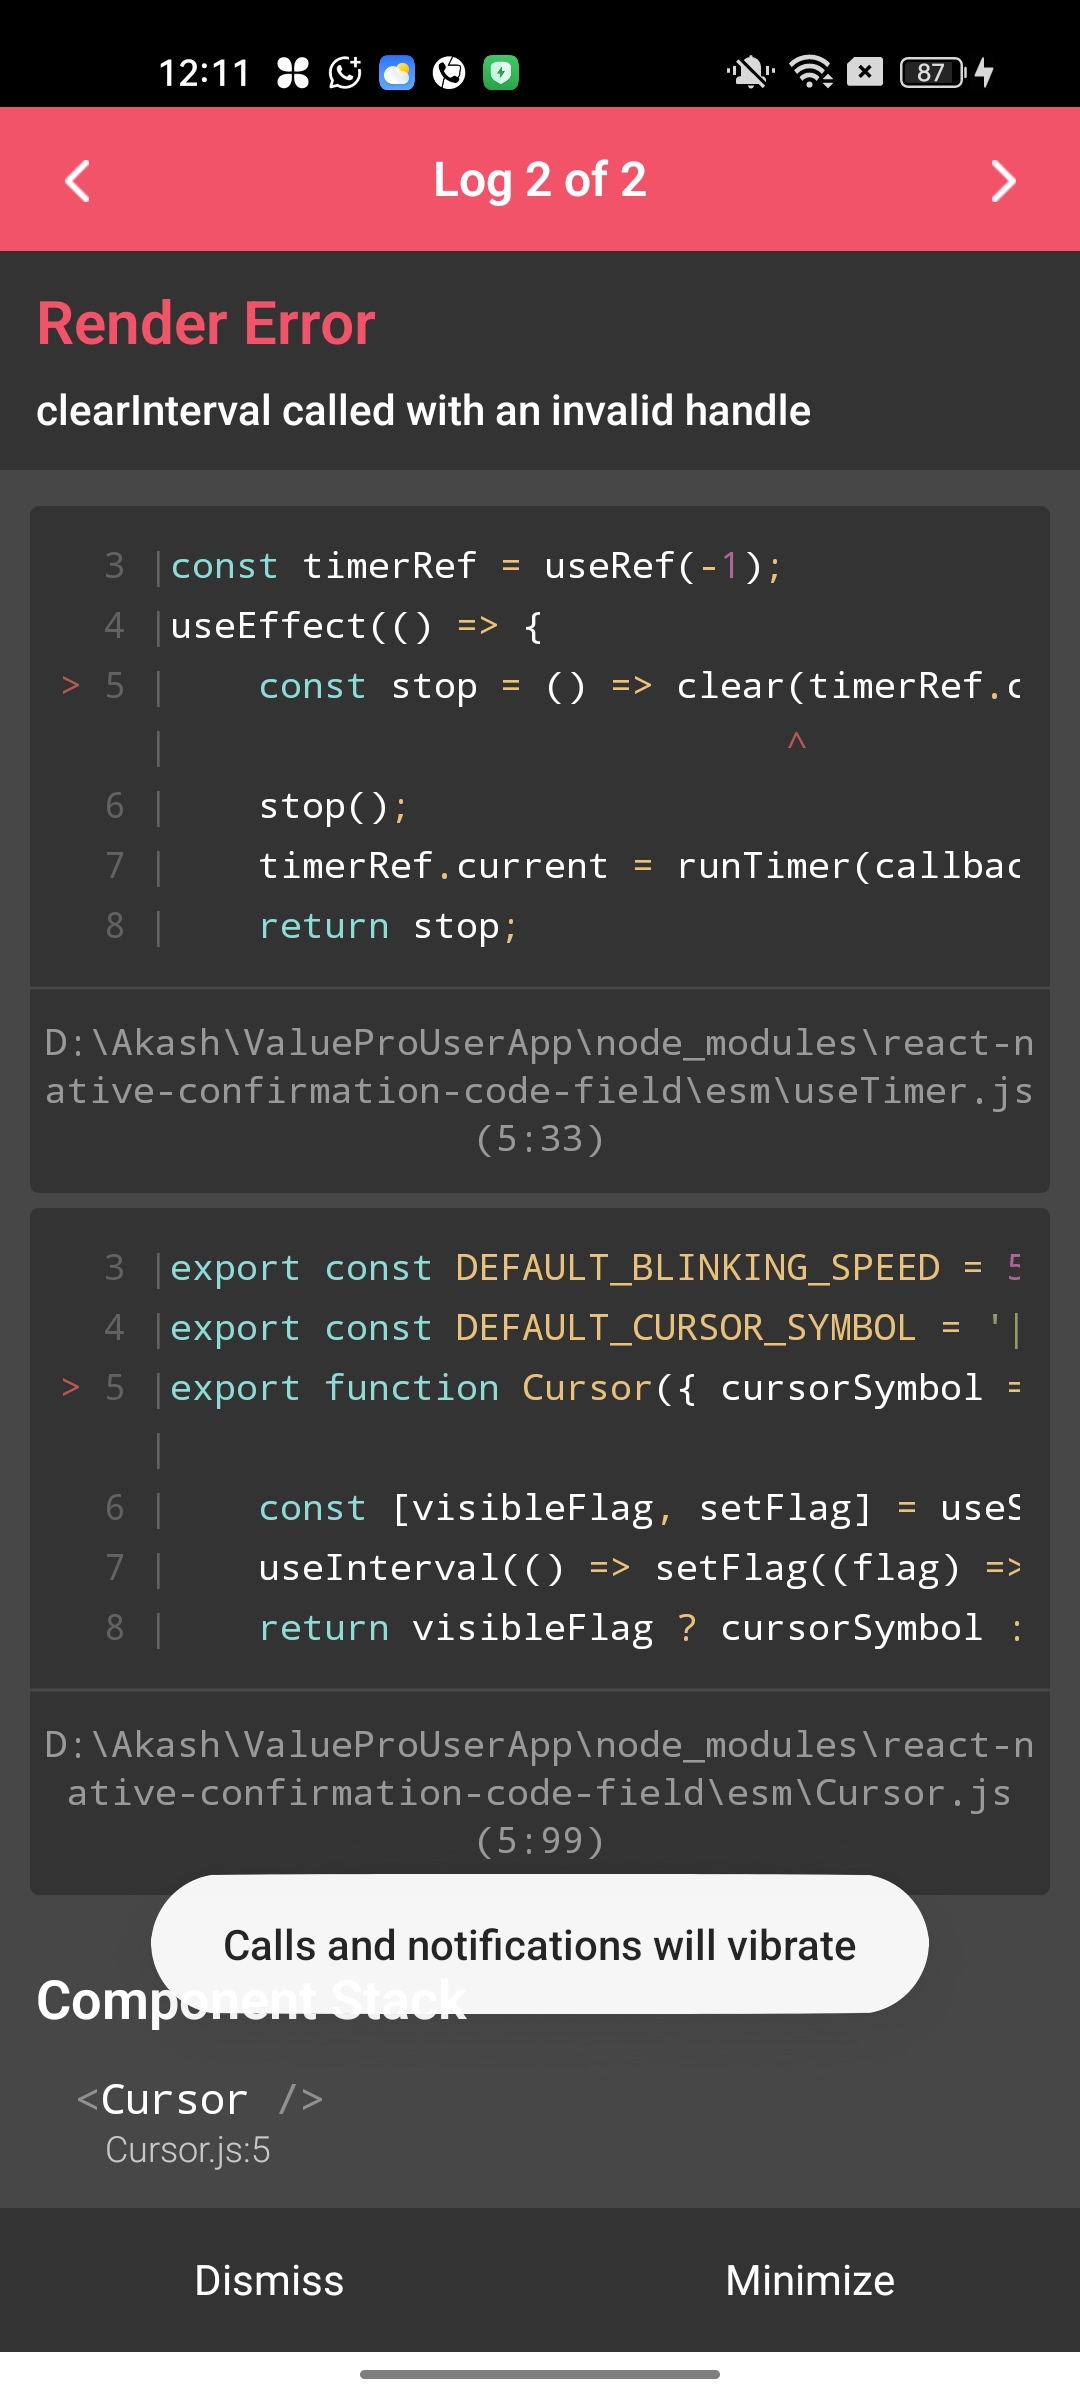 12:11
87
Log 2 of 2
Render Error
clearInterval called with an invalid handle
3 |const timerRef = useRef(-1);
4 |useEffect(() => {
> 5 |    const stop = () => clear(timerRef.c
|                            ^
6 |    stop();
7 |    timerRef.current = runTimer(callbac
8 |    return stop;
D:\Akash\ValueProUserApp\node_modules\react-n
ative-confirmation-code-field\esm\useTimer.js
(5:33)
3 |export const DEFAULT_BLINKING_SPEED = 5
4 |export const DEFAULT_CURSOR_SYMBOL = '|
> 5 |export function Cursor({ cursorSymbol =
|
6 |    const [visibleFlag, setFlag] = useS
7 |    useInterval(() => setFlag((flag) =>
8 |    return visibleFlag ? cursorSymbol :
D:\Akash\ValueProUserApp\node_modules\react-n
ative-confirmation-code-field\esm\Cursor.js
(5:99)
Calls and notifications will vibrate
Component Stack
<Cursor />
Cursor.js:5
Dismiss Minimize